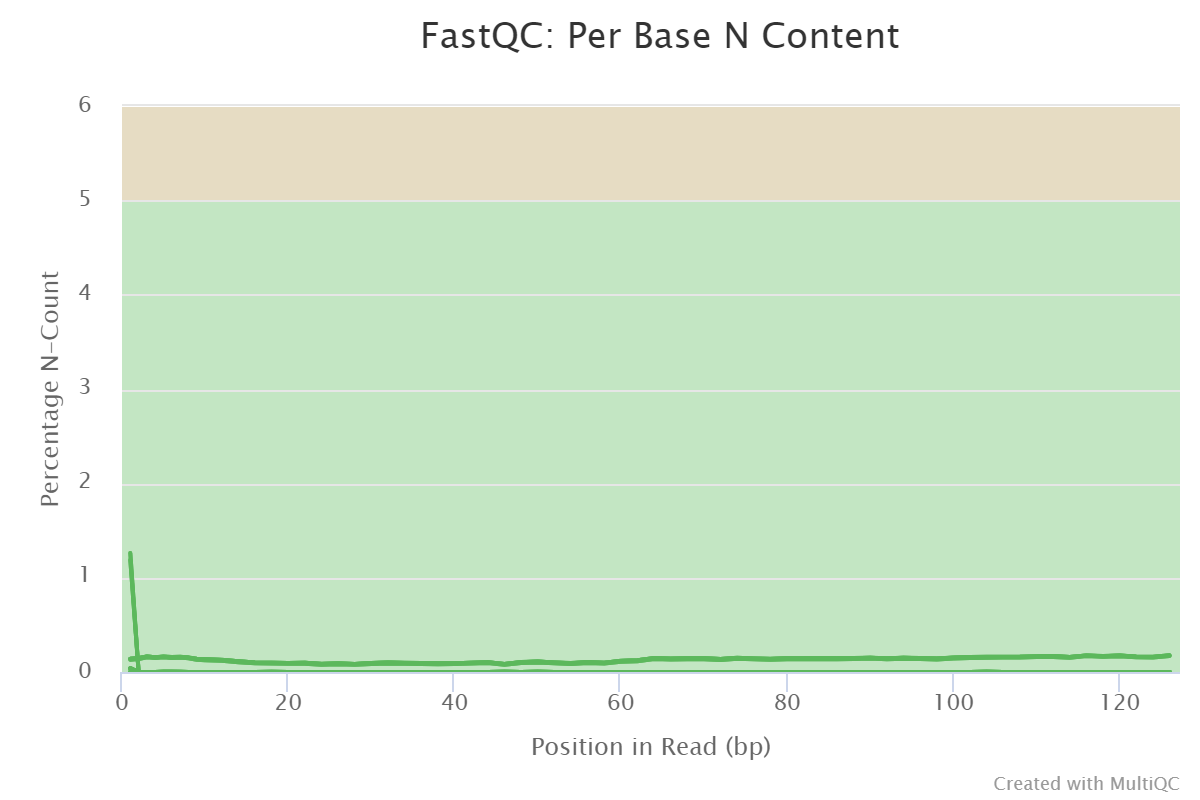 FastQC: Per Base N Content
6
5
4
3
2
1
0
Percentage N-Count
0 20 40 60 80 100 120
Position in Read (bp)
Created with MultiQC